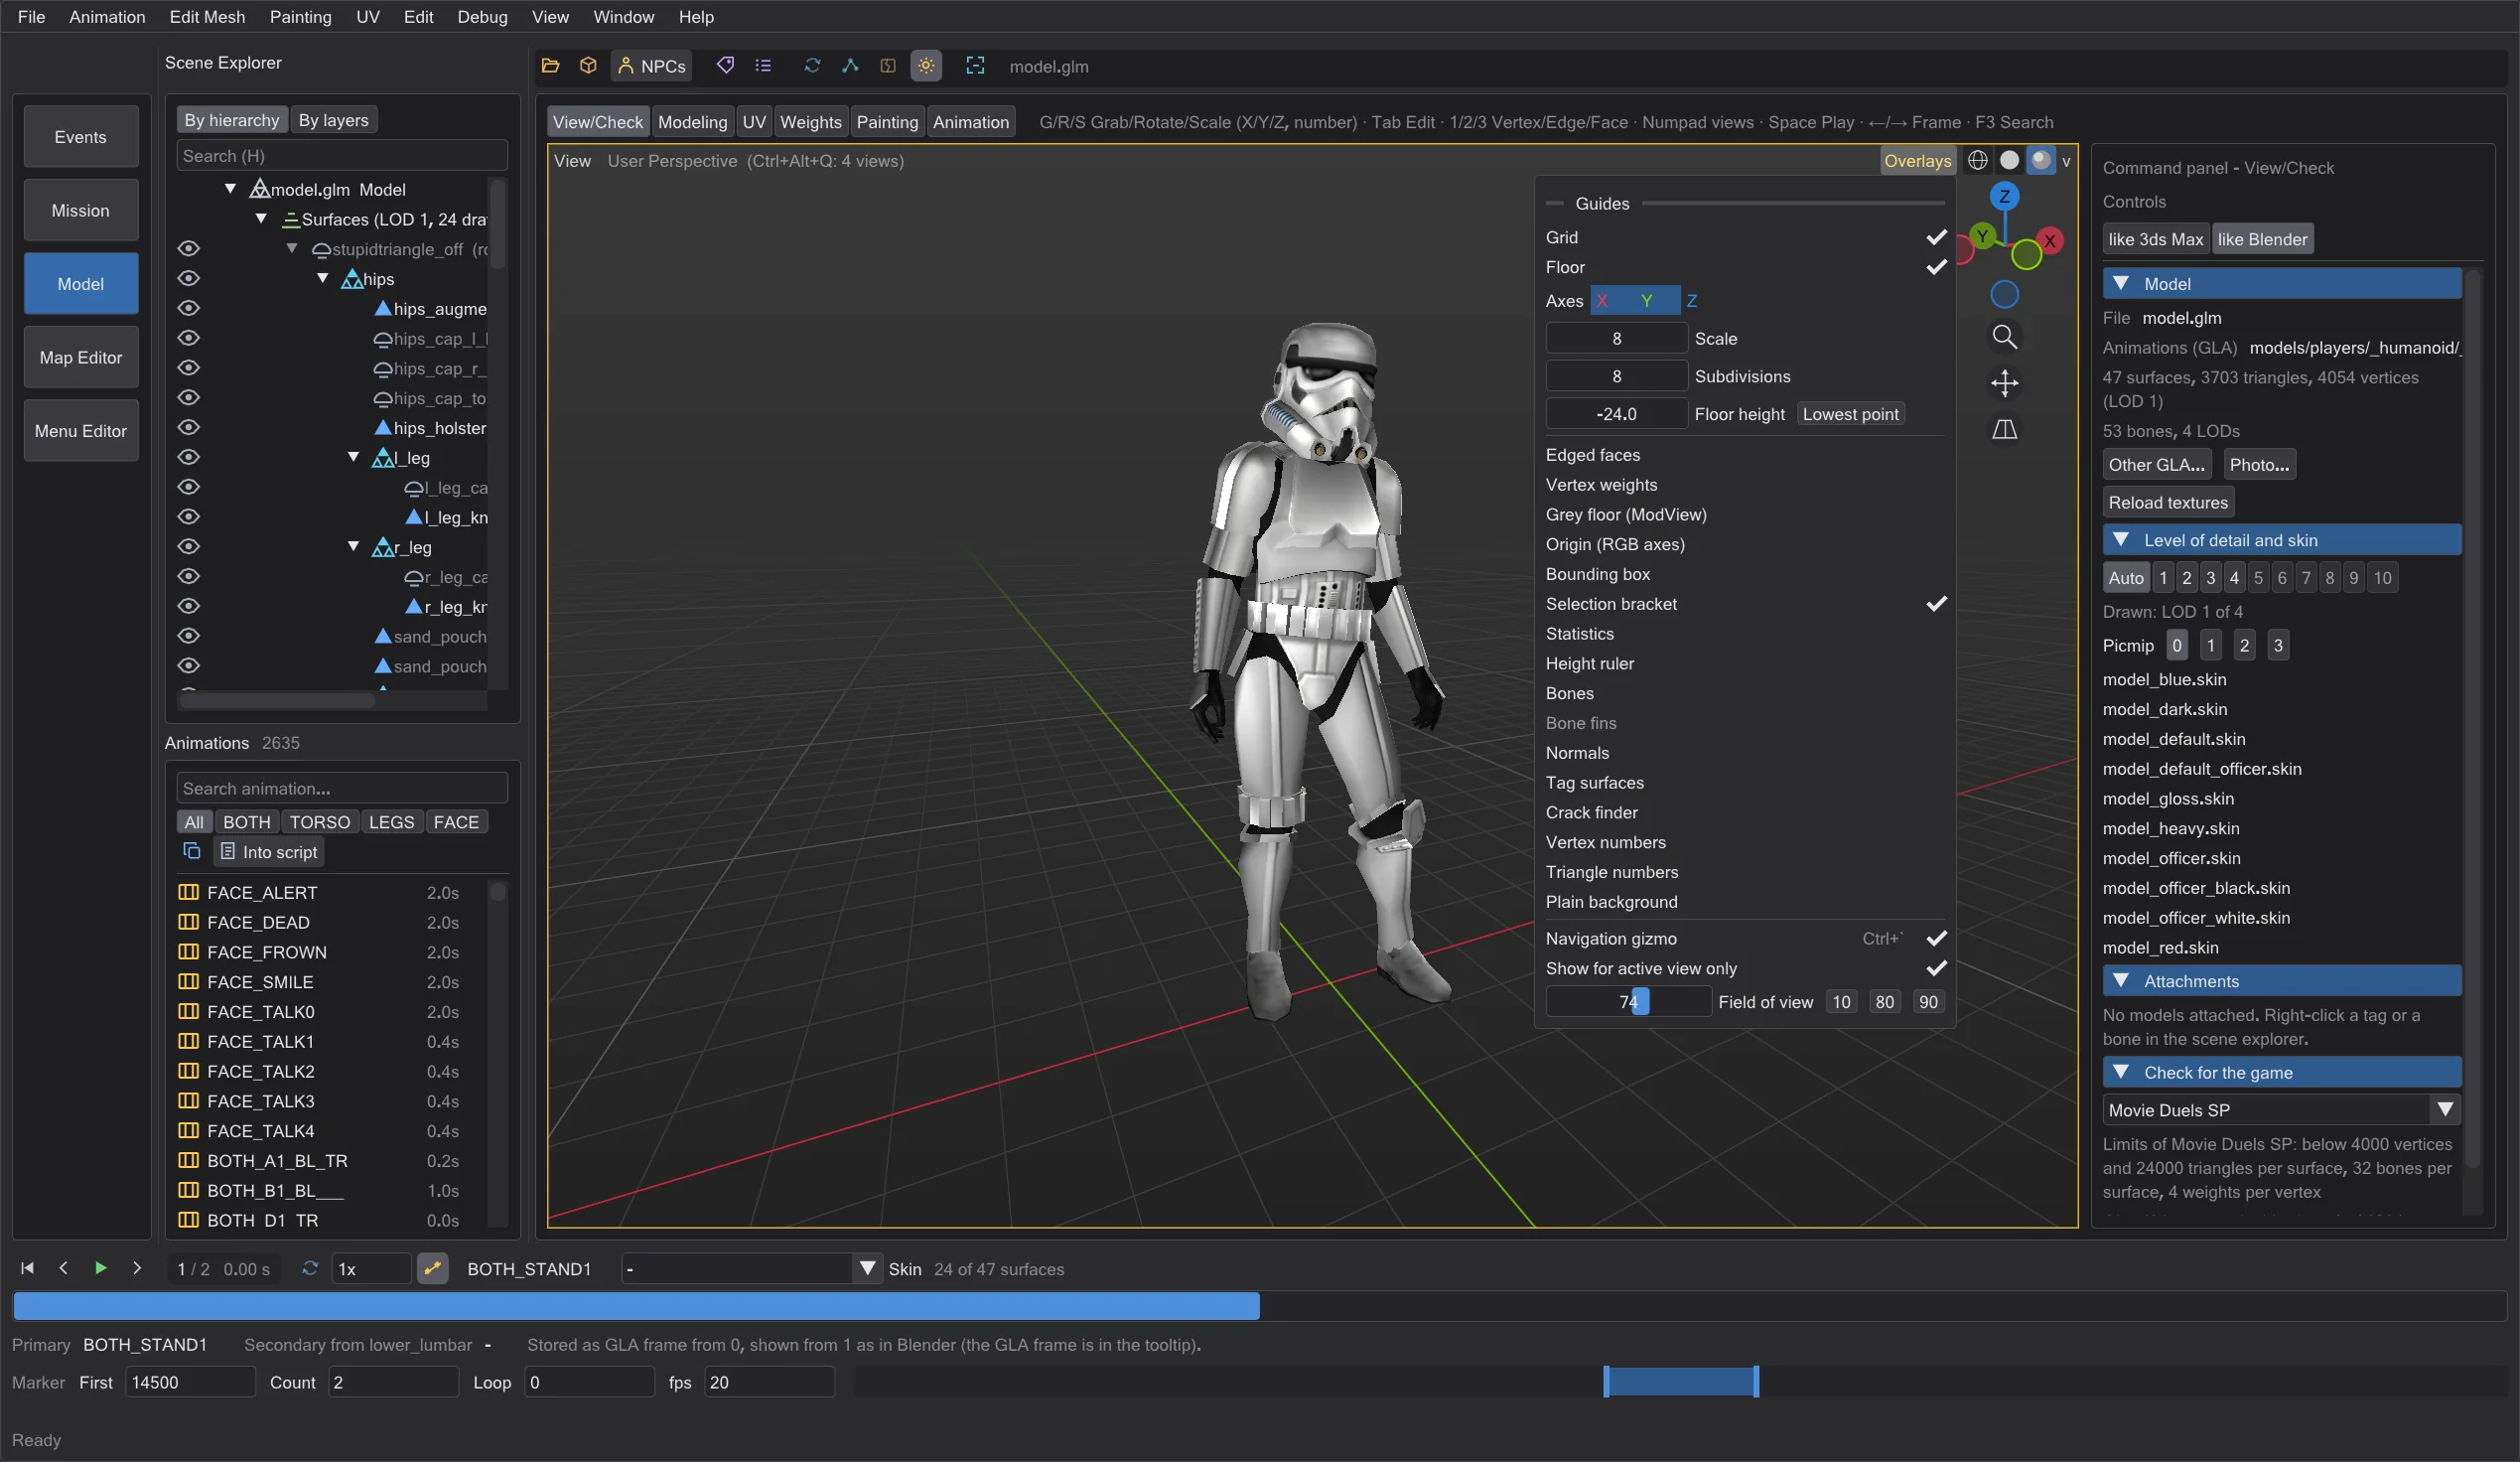 File Animation Edit Mesh Painting UV Edit Debug View Window Help
Scene Explorer
NPCs model.glm
Events
Mission
Model
Map Editor
Menu Editor
By hierarchy By layers
Search (H)
model.glm Model
Surfaces (LOD 1, 24 dra
stupidtriangle_off (ro
hips
hips_augme
hips_cap_l_l
hips_cap_r_
hips_cap_to
hips_holster
l_leg
l_leg_ca
l_leg_kn
r_leg
r_leg_ca
r_leg_kr
sand_pouch
sand_pouch
Animations 2635
Search animation...
All BOTH TORSO LEGS FACE
Into script
FACE_ALERT 2.0s
FACE_DEAD 2.0s
FACE_FROWN 2.0s
FACE_SMILE 2.0s
FACE_TALK0 2.0s
FACE_TALK1 0.4s
FACE_TALK2 0.4s
FACE_TALK3 0.4s
FACE_TALK4 0.4s
BOTH_A1_BL_TR 0.2s
BOTH_B1_BL___ 1.0s
BOTH_D1_TR 0.0s
View/Check Modeling UV Weights Painting Animation G/R/S Grab/Rotate/Scale (X/Y/Z, number) · Tab Edit · 1/2/3 Vertex/Edge/Face · Numpad views · Space Play · ←/→ Frame · F3 Search
View User Perspective (Ctrl+Alt+Q: 4 views) Overlays v
Z
Y X
Guides
Grid
Floor
Axes X Y Z
8 Scale
8 Subdivisions
-24.0 Floor height Lowest point
Edged faces
Vertex weights
Grey floor (ModView)
Origin (RGB axes)
Bounding box
Selection bracket
Statistics
Height ruler
Bones
Bone fins
Normals
Tag surfaces
Crack finder
Vertex numbers
Triangle numbers
Plain background
Navigation gizmo Ctrl+`
Show for active view only
74 Field of view 10 80 90
Command panel - View/Check
Controls
like 3ds Max like Blender
Model
File model.glm
Animations (GLA) models/players/_humanoid/_
47 surfaces, 3703 triangles, 4054 vertices
(LOD 1)
53 bones, 4 LODs
Other GLA... Photo...
Reload textures
Level of detail and skin
Auto 1 2 3 4 5 6 7 8 9 10
Drawn: LOD 1 of 4
Picmip 0 1 2 3
model_blue.skin
model_dark.skin
model_default.skin
model_default_officer.skin
model_gloss.skin
model_heavy.skin
model_officer.skin
model_officer_black.skin
model_officer_white.skin
model_red.skin
Attachments
No models attached. Right-click a tag or a
bone in the scene explorer.
Check for the game
Movie Duels SP
Limits of Movie Duels SP: below 4000 vertices
and 24000 triangles per surface, 32 bones per
surface, 4 weights per vertex
1 / 2 0.00 s 1x BOTH_STAND1 - Skin 24 of 47 surfaces
Primary BOTH_STAND1 Secondary from lower_lumbar - Stored as GLA frame from 0, shown from 1 as in Blender (the GLA frame is in the tooltip).
Marker First 14500 Count 2 Loop 0 fps 20
Ready